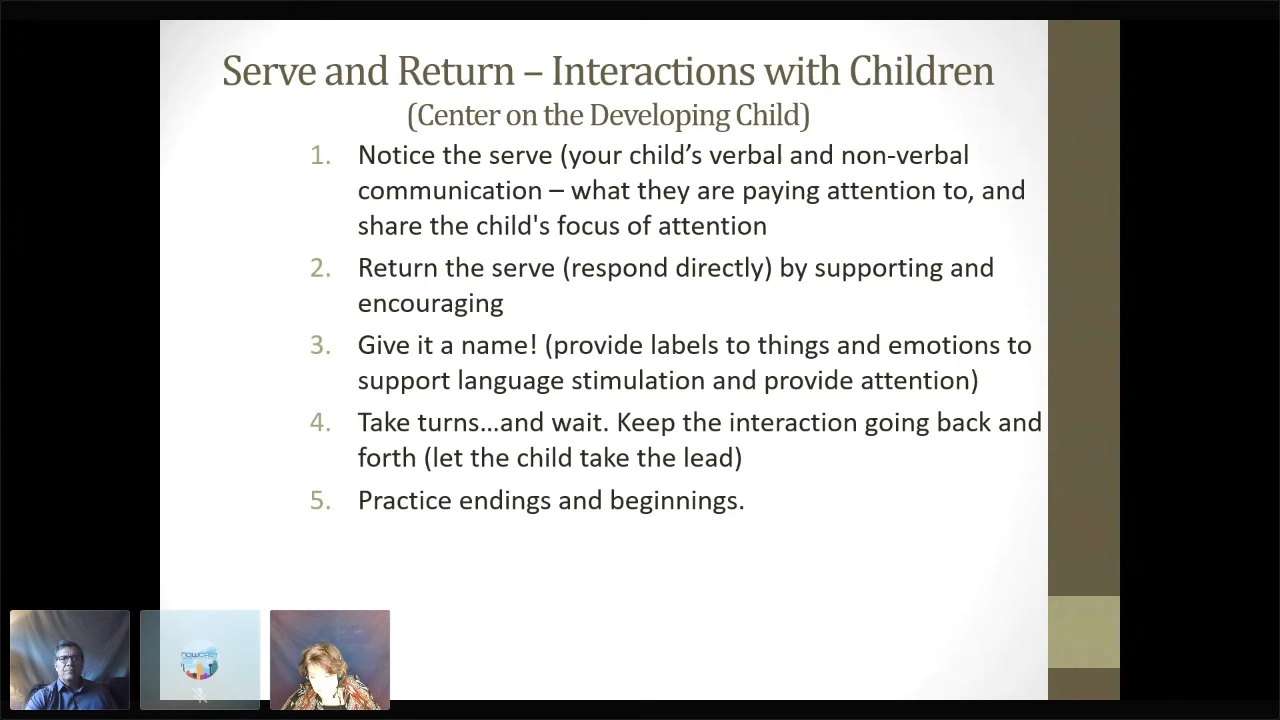 Serve and Return – Interactions with Children
(Center on the Developing Child)
1. Notice the serve (your child’s verbal and non-verbal
communication – what they are paying attention to, and
share the child's focus of attention
2. Return the serve (respond directly) by supporting and
encouraging
3. Give it a name! (provide labels to things and emotions to
support language stimulation and provide attention)
4. Take turns…and wait. Keep the interaction going back and
forth (let the child take the lead)
5. Practice endings and beginnings.
NOWCAST